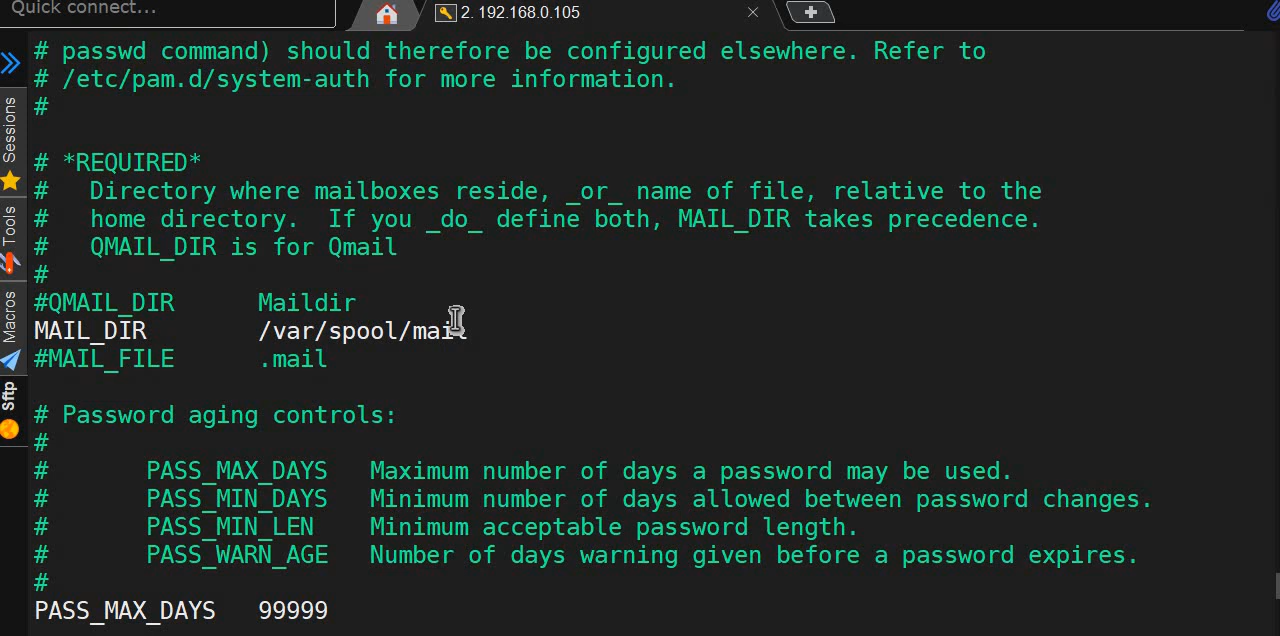 Quick connect...
2. 192.168.0.105
Sessions
Tools
Macros
Sftp
# passwd command) should therefore be configured elsewhere. Refer to
# /etc/pam.d/system-auth for more information.
#
# *REQUIRED*
#   Directory where mailboxes reside, _or_ name of file, relative to the
#   home directory.  If you _do_ define both, MAIL_DIR takes precedence.
#   QMAIL_DIR is for Qmail
#
#QMAIL_DIR      Maildir
MAIL_DIR        /var/spool/mail
#MAIL_FILE      .mail
# Password aging controls:
#
#       PASS_MAX_DAYS   Maximum number of days a password may be used.
#       PASS_MIN_DAYS   Minimum number of days allowed between password changes.
#       PASS_MIN_LEN    Minimum acceptable password length.
#       PASS_WARN_AGE   Number of days warning given before a password expires.
#
PASS_MAX_DAYS   99999